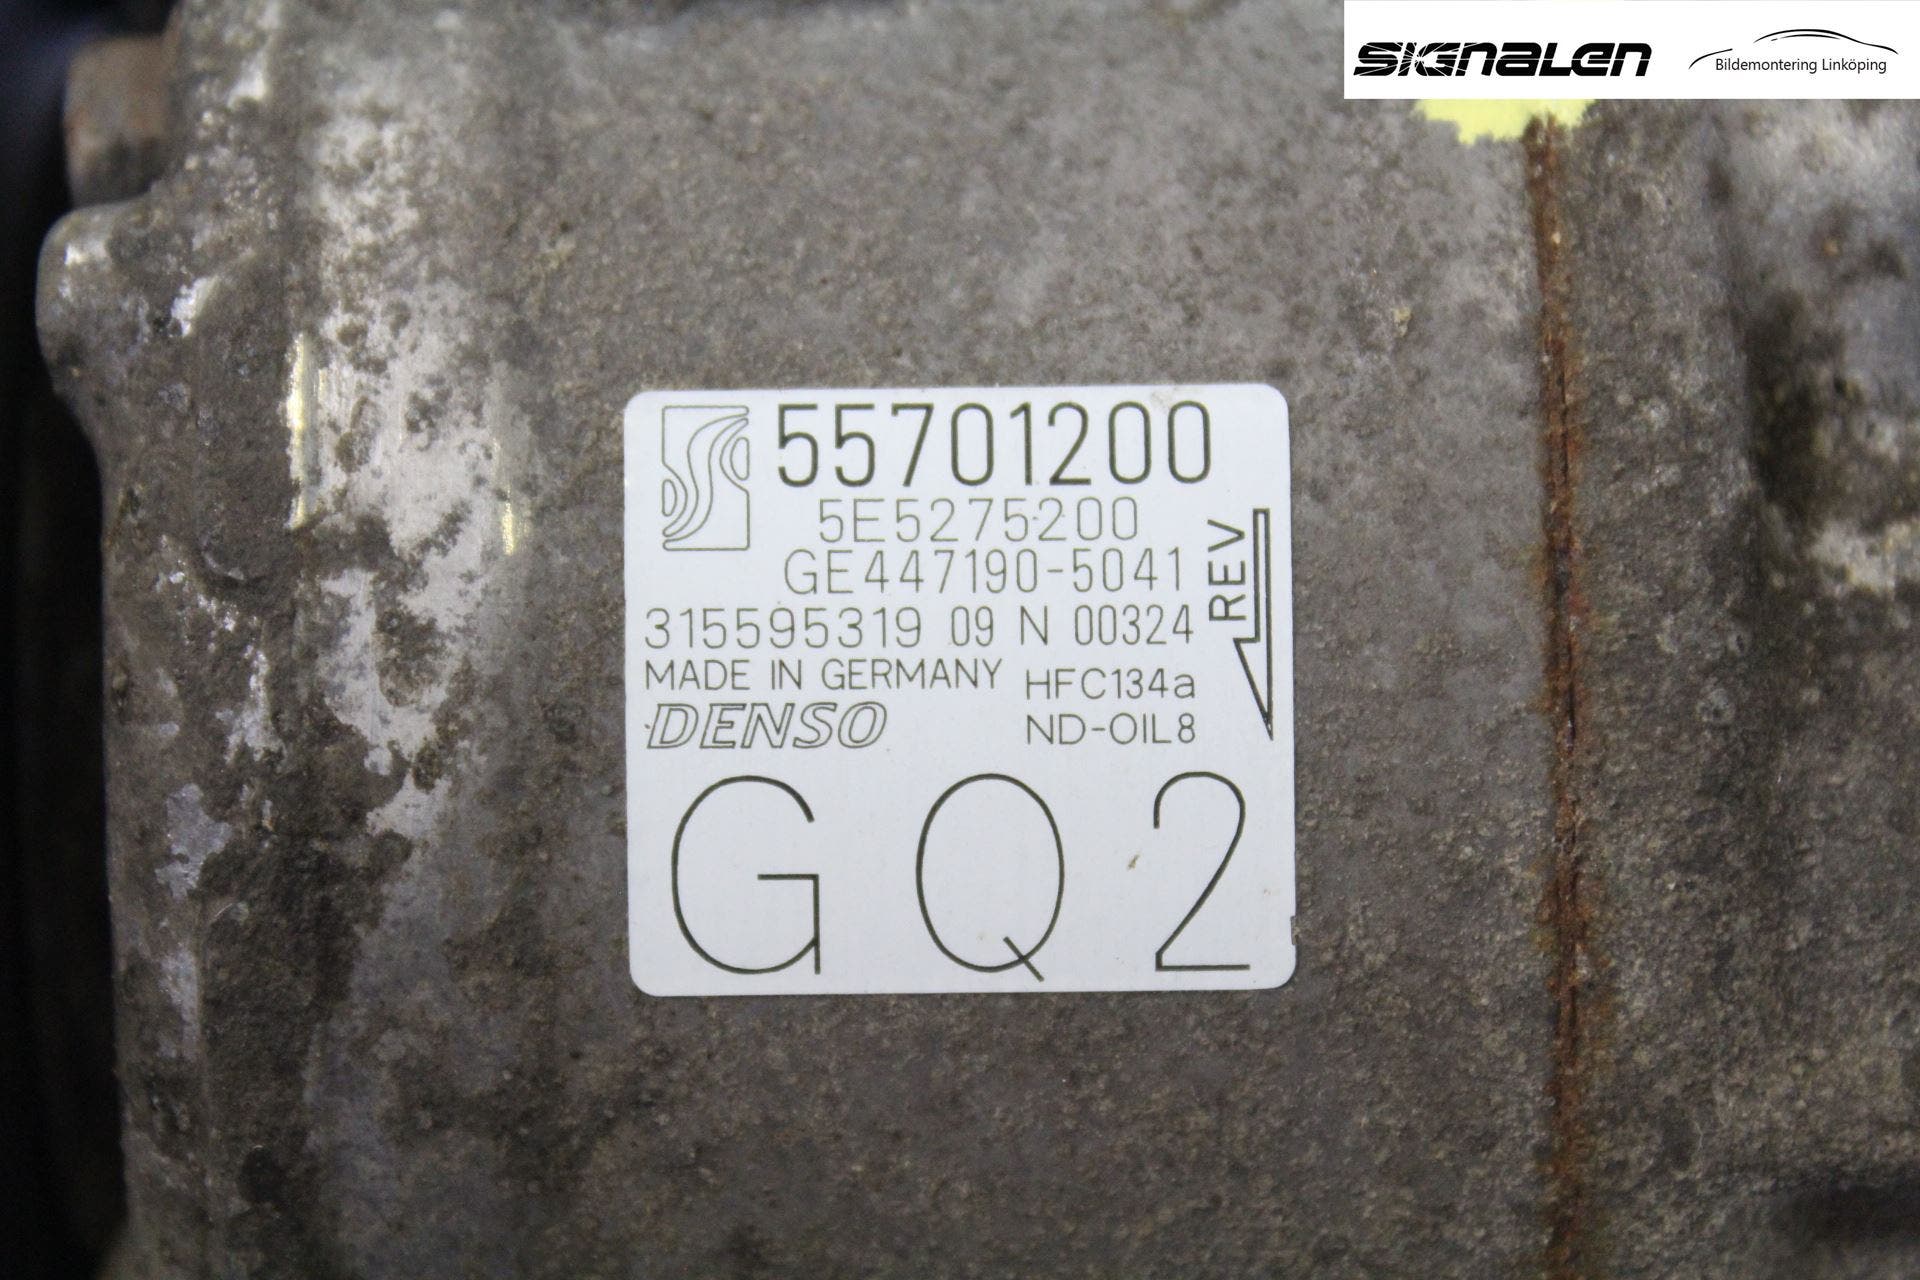 SIGNALEN
Bildemontering Linköping
55701200
5E5275200
GE447190-5041
REV
315595319 09 N 00324
MADE IN GERMANY HFC134a
DENSO ND-OIL8
GQ2